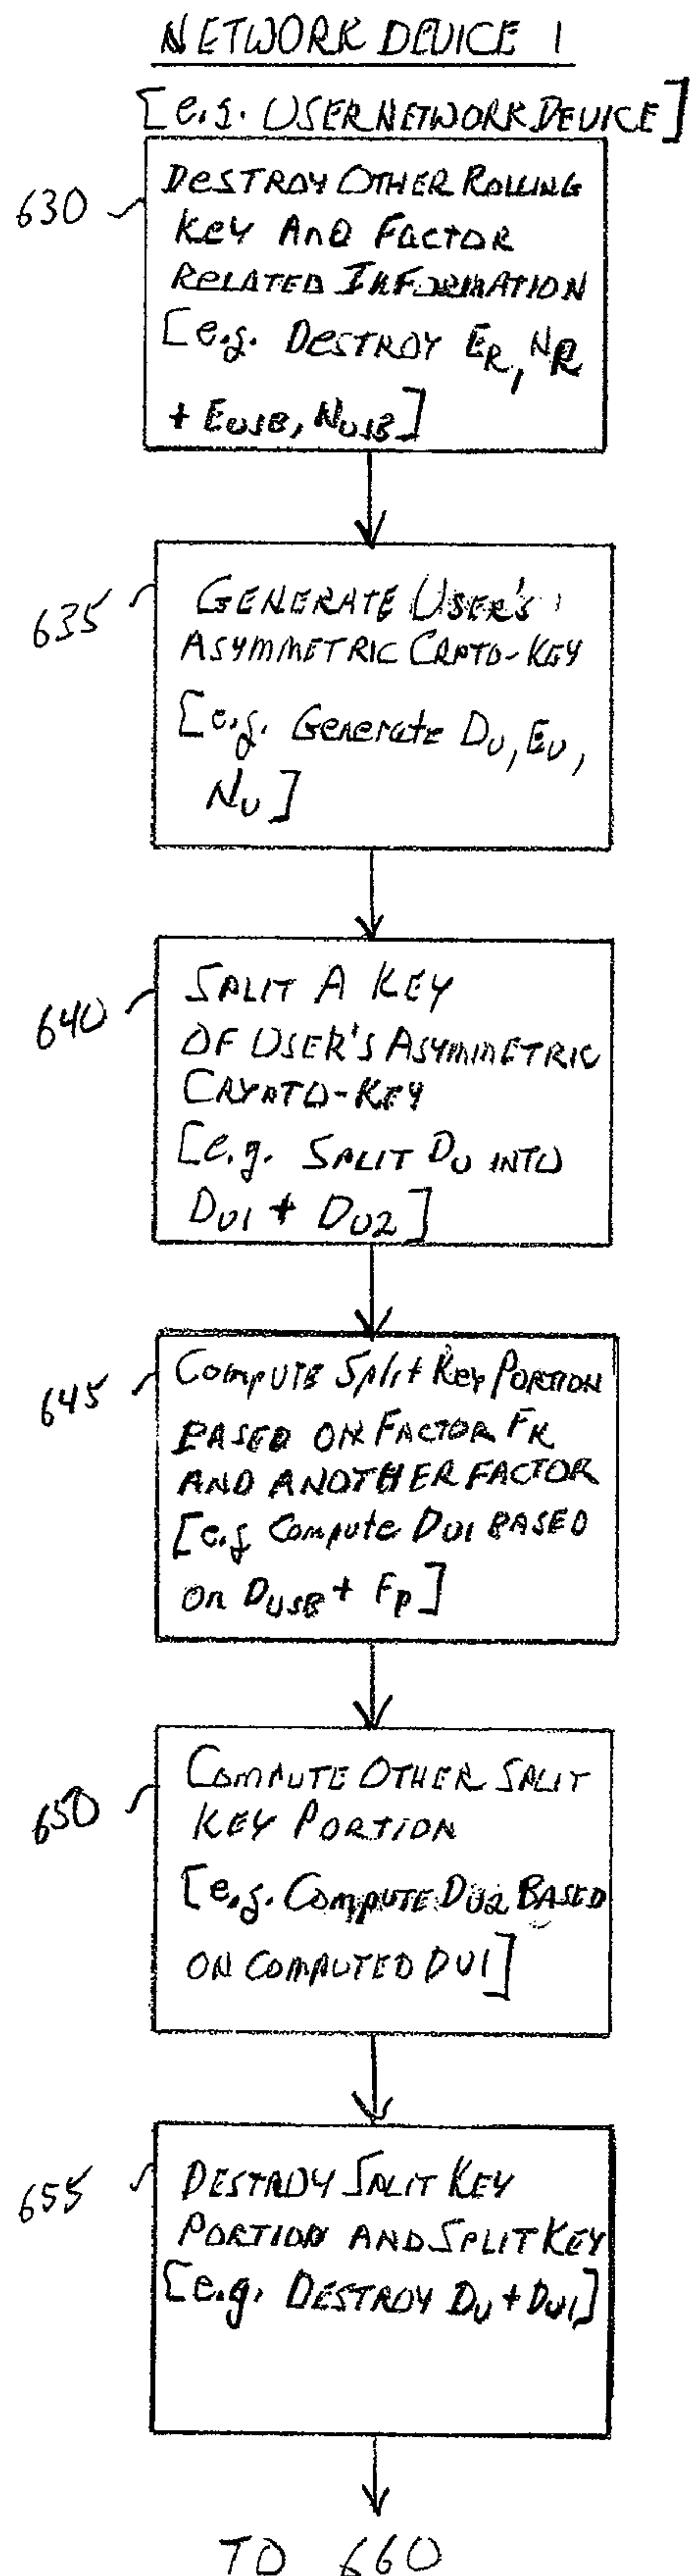 NETWORK DEVICE 1
[e.g. USER NETWORK DEVICE]
630
DESTROY OTHER ROLLING
KEY AND FACTOR
RELATED INFORMATION
[e.g. DESTROY ER, NR
+ EUSB, NUSB]
635
GENERATE USER'S
ASYMMETRIC CRPTO-KEY
[e.g. Generate DU, EU,
NU]
640
SPLIT A KEY
OF USER'S ASYMMETRIC
CRYPTO-KEY
[e.g. SPLIT DU INTO
DU1 + DU2]
645
COMPUTE Split Key PORTION
BASED ON FACTOR FK
AND ANOTHER FACTOR
[e.g Compute DU1 BASED
on DUSB + FP]
650
COMPUTE OTHER SPLIT
KEY PORTION
[e.g. COMPUTE DU2 BASED
ON COMPUTED DU1]
655
DESTROY SPLIT KEY
PORTION AND SPLIT KEY
[e.g. DESTROY DU + DU1]
TO 660